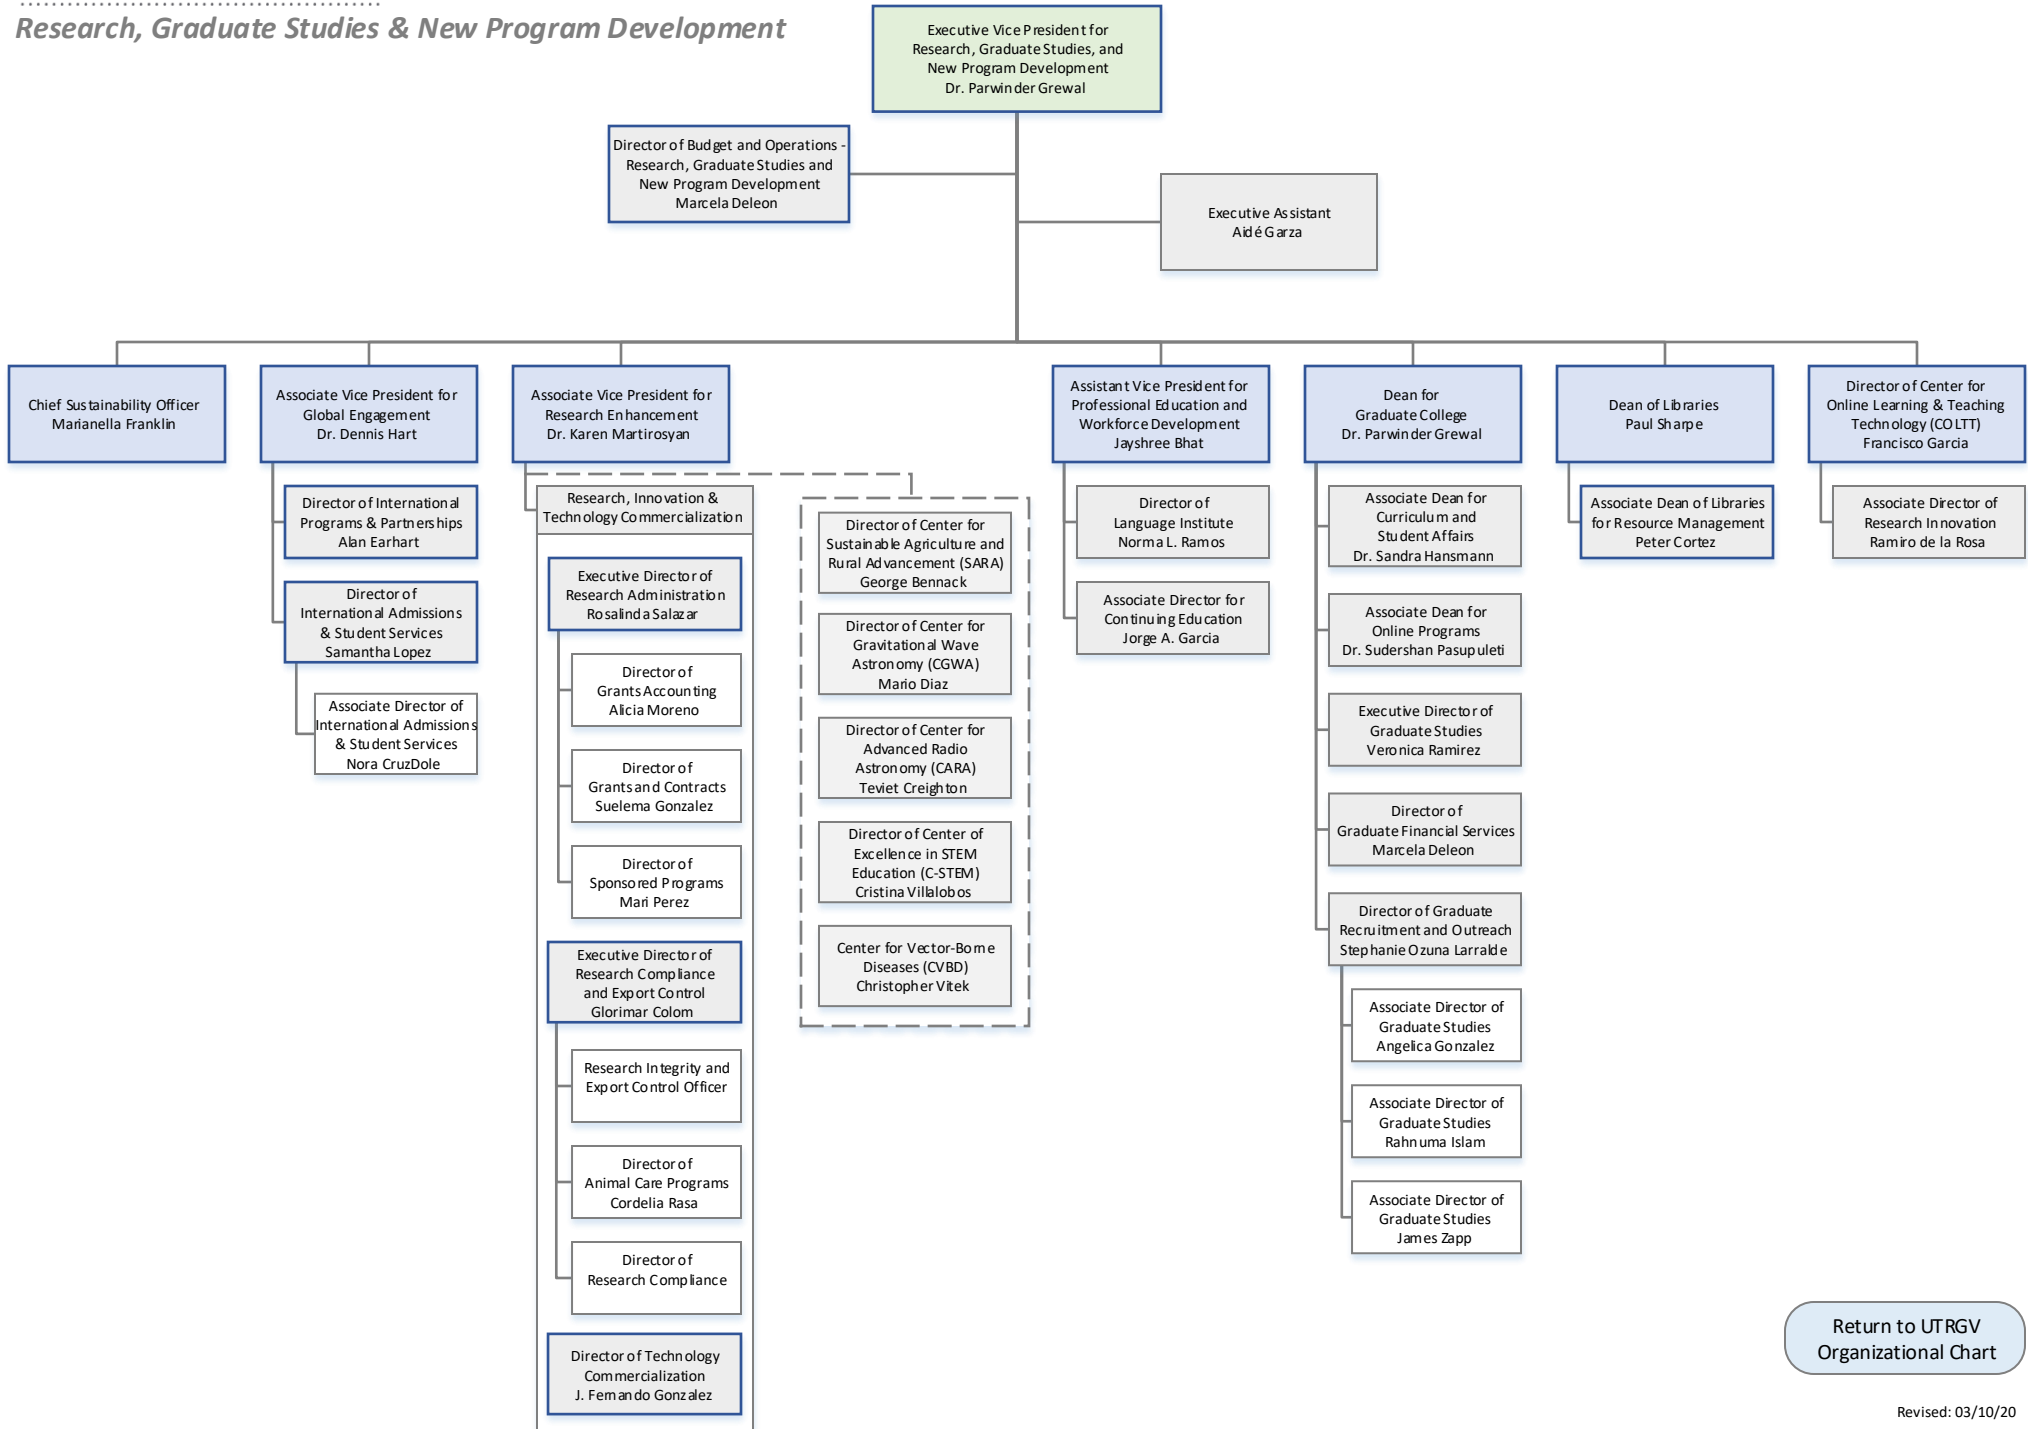 Research, Graduate Studies & New Program Development
Executive Vice President for
Research, Graduate Studies, and
New Program Development
Dr. Parwinder Grewal
Director of Budget and Operations -
Research, Graduate Studies and
New Program Development
Marcela Deleon
Executive Assistant
Aidé Garza
Chief Sustainability Officer
Marianella Franklin
Associate Vice President for
Global Engagement
Dr. Dennis Hart
Director of International
Programs & Partnerships
Alan Earhart
Director of
International Admissions
& Student Services
Samantha Lopez
Associate Director of
International Admissions
& Student Services
Nora CruzDole
Associate Vice President for
Research Enhancement
Dr. Karen Martirosyan
Research, Innovation &
Technology Commercialization
Executive Director of
Research Administration
Rosalinda Salazar
Director of
Grants Accounting
Alicia Moreno
Director of
Grants and Contracts
Suelema Gonzalez
Director of
Sponsored Programs
Mari Perez
Executive Director of
Research Compliance
and Export Control
Glorimar Colom
Research Integrity and
Export Control Officer
Director of
Animal Care Programs
Cordelia Rasa
Director of
Research Compliance
Director of Technology
Commercialization
J. Fernando Gonzalez
Director of Center for
Sustainable Agriculture and
Rural Advancement (SARA)
George Bennack
Director of Center for
Gravitational Wave
Astronomy (CGWA)
Mario Diaz
Director of Center for
Advanced Radio
Astronomy (CARA)
Teviet Creighton
Director of Center of
Excellence in STEM
Education (C-STEM)
Cristina Villalobos
Center for Vector-Borne
Diseases (CVBD)
Christopher Vitek
Assistant Vice President for
Professional Education and
Workforce Development
Jayshree Bhat
Director of
Language Institute
Norma L. Ramos
Associate Director for
Continuing Education
Jorge A. Garcia
Dean for
Graduate College
Dr. Parwinder Grewal
Associate Dean for
Curriculum and
Student Affairs
Dr. Sandra Hansmann
Associate Dean for
Online Programs
Dr. Sudershan Pasupuleti
Executive Director of
Graduate Studies
Veronica Ramirez
Director of
Graduate Financial Services
Marcela Deleon
Director of Graduate
Recruitment and Outreach
Stephanie Ozuna Larralde
Associate Director of
Graduate Studies
Angelica Gonzalez
Associate Director of
Graduate Studies
Rahnuma Islam
Associate Director of
Graduate Studies
James Zapp
Dean of Libraries
Paul Sharpe
Associate Dean of Libraries
for Resource Management
Peter Cortez
Director of Center for
Online Learning & Teaching
Technology (COLTT)
Francisco Garcia
Associate Director of
Research Innovation
Ramiro de la Rosa
Return to UTRGV
Organizational Chart
Revised: 03/10/20